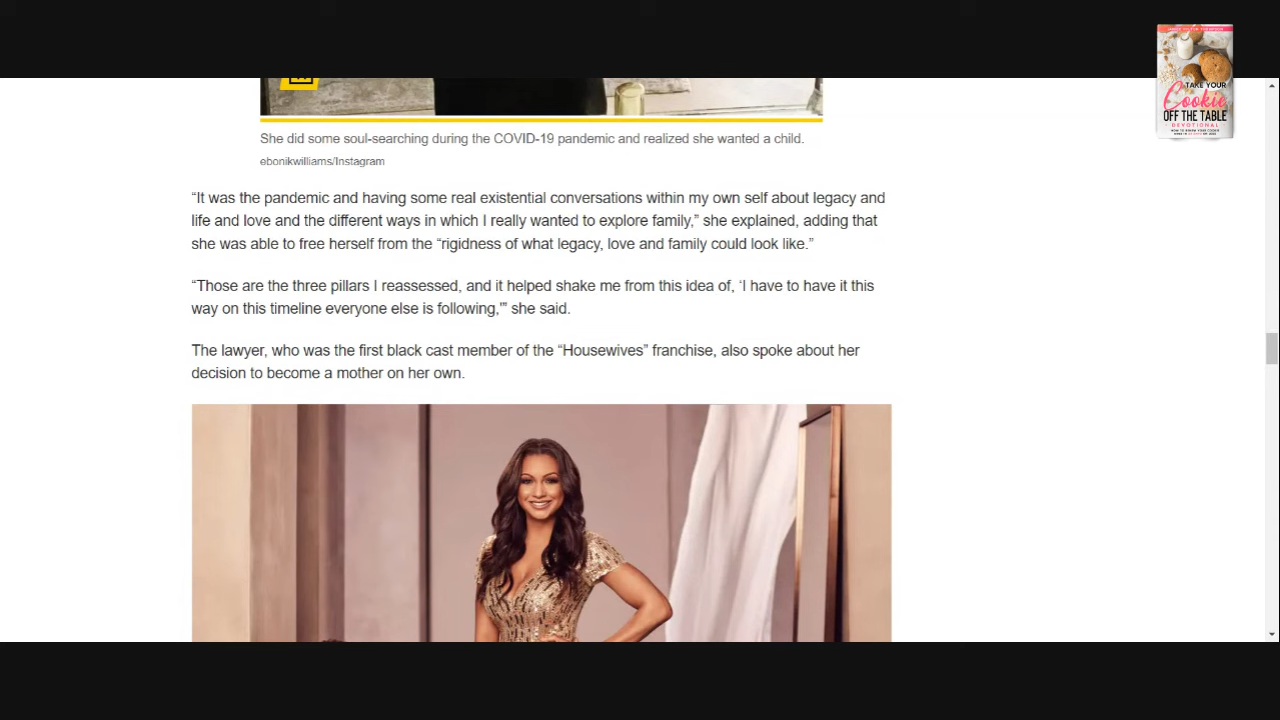 She did some soul-searching during the COVID-19 pandemic and realized she wanted a child.
ebonikwilliams/Instagram
“It was the pandemic and having some real existential conversations within my own self about legacy and
life and love and the different ways in which I really wanted to explore family,” she explained, adding that
she was able to free herself from the “rigidness of what legacy, love and family could look like.”
“Those are the three pillars I reassessed, and it helped shake me from this idea of, ‘I have to have it this
way on this timeline everyone else is following,’” she said.
The lawyer, who was the first black cast member of the “Housewives” franchise, also spoke about her
decision to become a mother on her own.
TAKE YOUR
Cookie
OFF THE TABLE
DEVOTIONAL